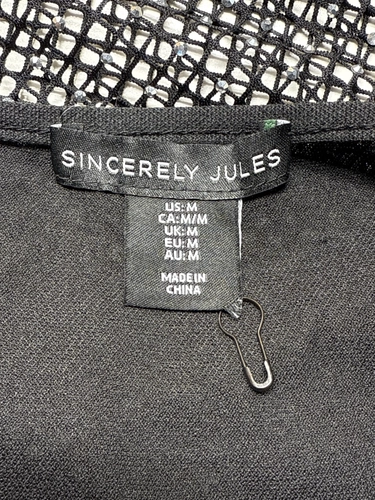 SINCERELY JULES
US: M
CA: M/M
UK: M
EU: M
AU: M
MADE IN
CHINA